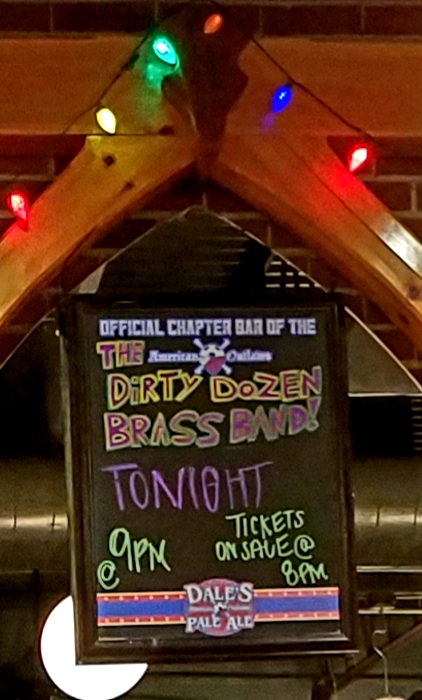 OFFICIAL CHAPTER BAR OF THE
American Outlaws
THE
DIRTY DOZEN
BRASS BAND!
TONIGHT
@ 9PM
TICKETS
ON SALE @
8PM
DALE'S
PALE ALE